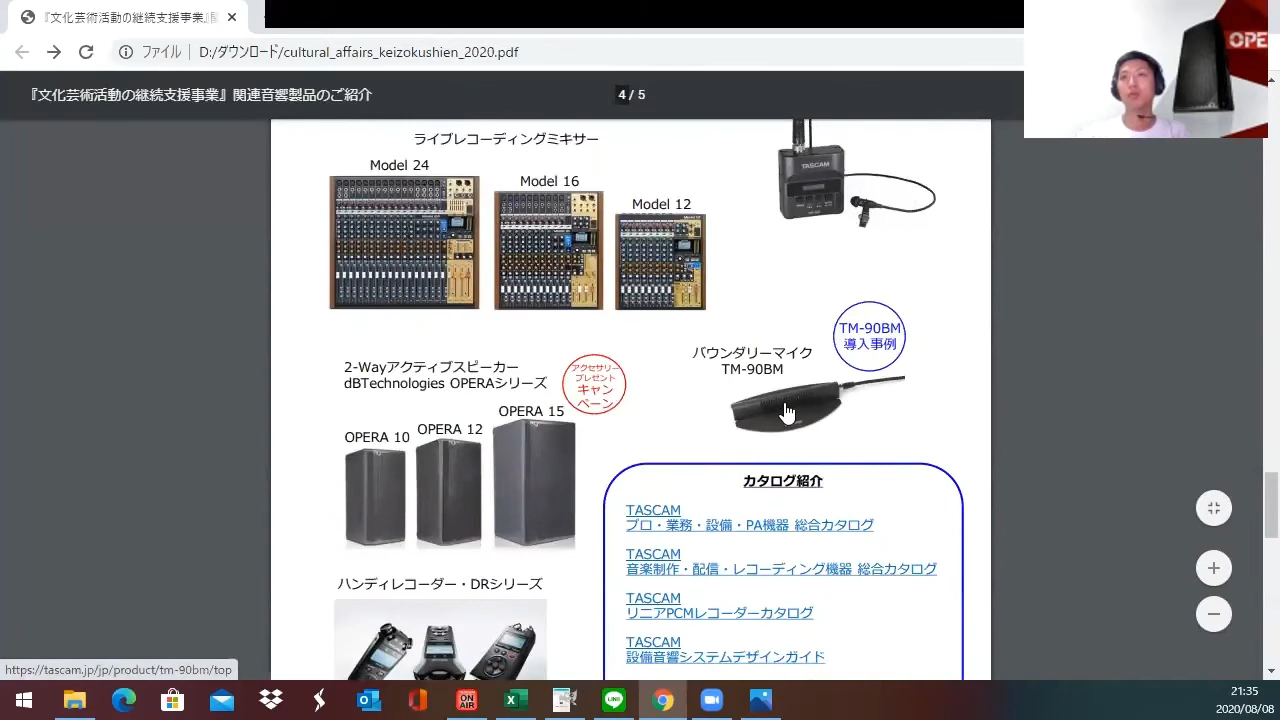 『文化芸術活動の継続支援事業』
ファイル
D:/ダウンロード/cultural_affairs_keizokushien_2020.pdf
『文化芸術活動の継続支援事業』関連音響製品のご紹介
4 / 5
OPE
ライブレコーディングミキサー
Model 24
Model 16
Model 12
TASCAM
TM-90BM
導入事例
バウンダリーマイク
TM-90BM
2-Wayアクティブスピーカー
dBTechnologies OPERAシリーズ
アクセサリー
プレゼント
キャン
ペーン
OPERA 10
OPERA 12
OPERA 15
カタログ紹介
TASCAM
プロ・業務・設備・PA機器 総合カタログ
TASCAM
音楽制作・配信・レコーディング機器 総合カタログ
TASCAM
リニアPCMレコーダーカタログ
TASCAM
設備音響システムデザインガイド
ハンディレコーダー・DRシリーズ
https://tascam.jp/jp/product/tm-90bm/top
ON
AIR
LINE
21:35
2020/08/08